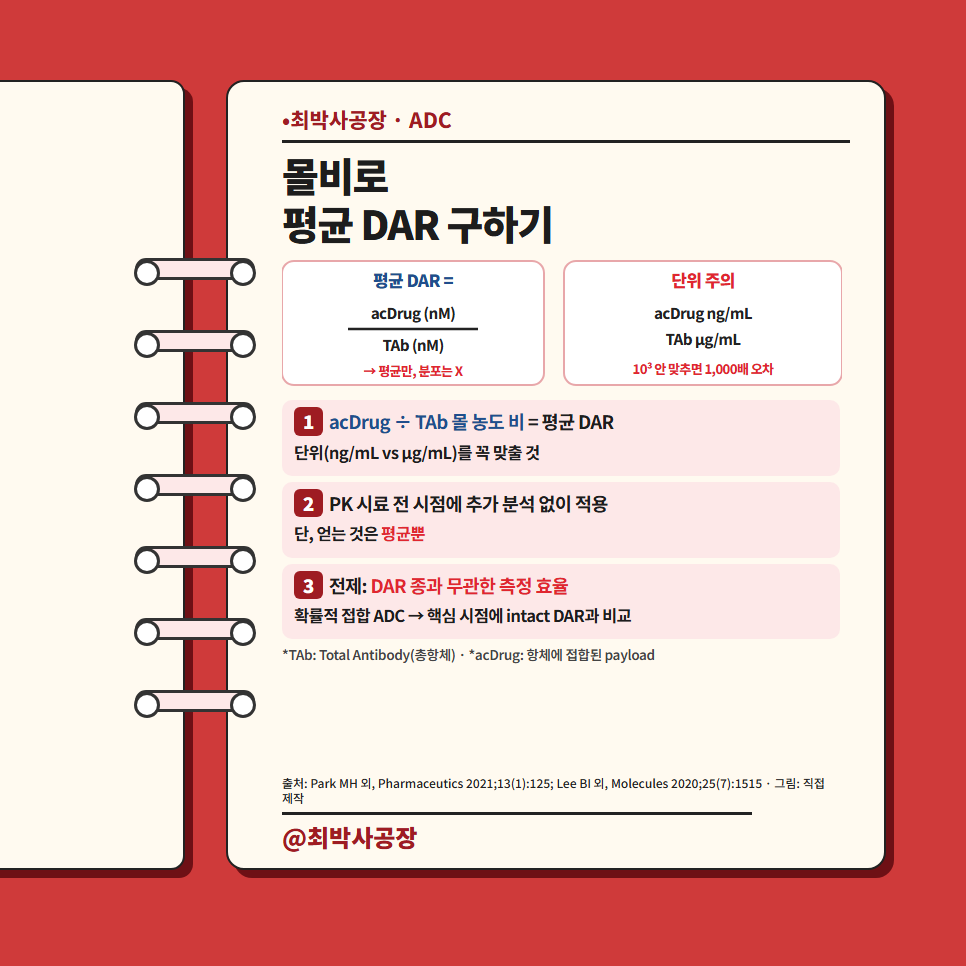 •최박사공장 · ADC
몰비로
평균 DAR 구하기
평균 DAR =
acDrug (nM)
TAb (nM)
→ 평균만, 분포는 X
단위 주의
acDrug ng/mL
TAb μg/mL
10³ 안 맞추면 1,000배 오차
1 acDrug ÷ TAb 몰 농도 비 = 평균 DAR
단위(ng/mL vs μg/mL)를 꼭 맞출 것
2 PK 시료 전 시점에 추가 분석 없이 적용
단, 얻는 것은 평균뿐
3 전제: DAR 종과 무관한 측정 효율
확률적 접합 ADC → 핵심 시점에 intact DAR과 비교
*TAb: Total Antibody(총항체) · *acDrug: 항체에 접합된 payload
출처: Park MH 외, Pharmaceutics 2021;13(1):125; Lee BI 외, Molecules 2020;25(7):1515 · 그림: 직접
제작
@최박사공장